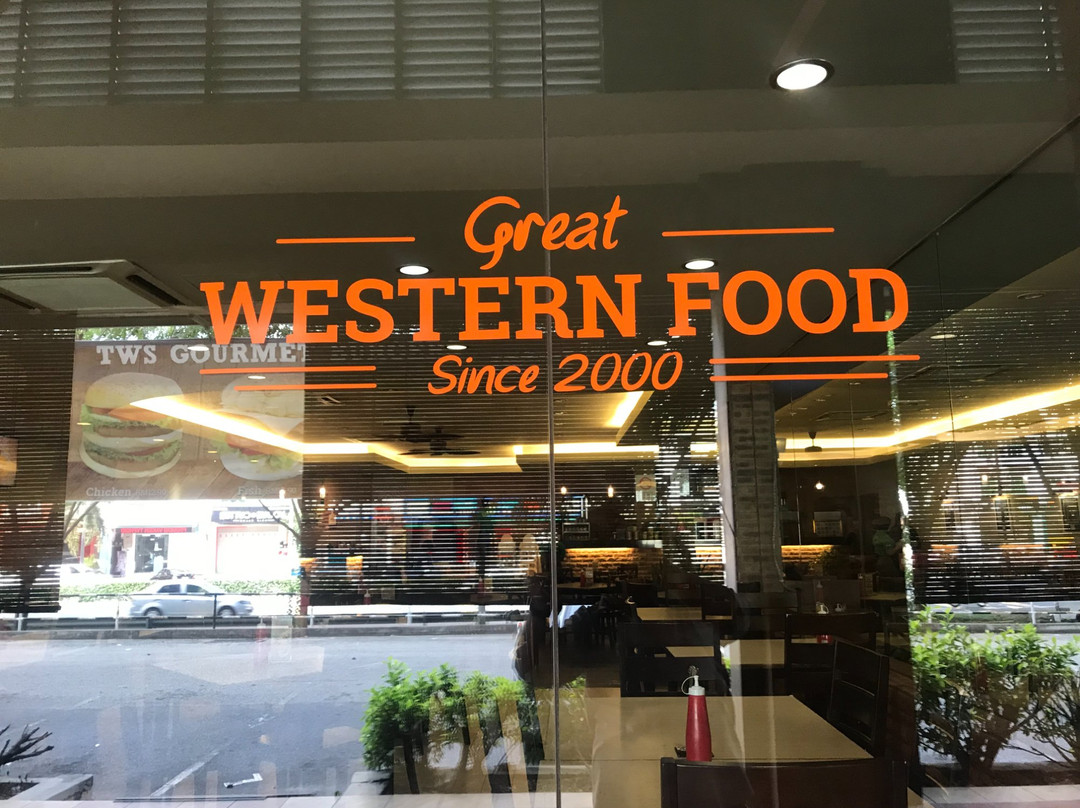 Great
WESTERN FOOD
Since 2000
TWS GOURMET
Chicken